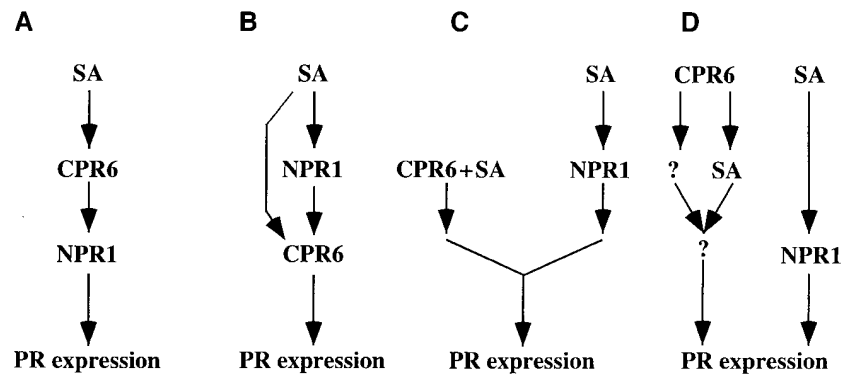 A B C D
SA SA SA CPR6 SA
CPR6 NPR1 CPR6+SA NPR1 ? SA
NPR1 CPR6 ? NPR1
PR expression PR expression PR expression PR expression